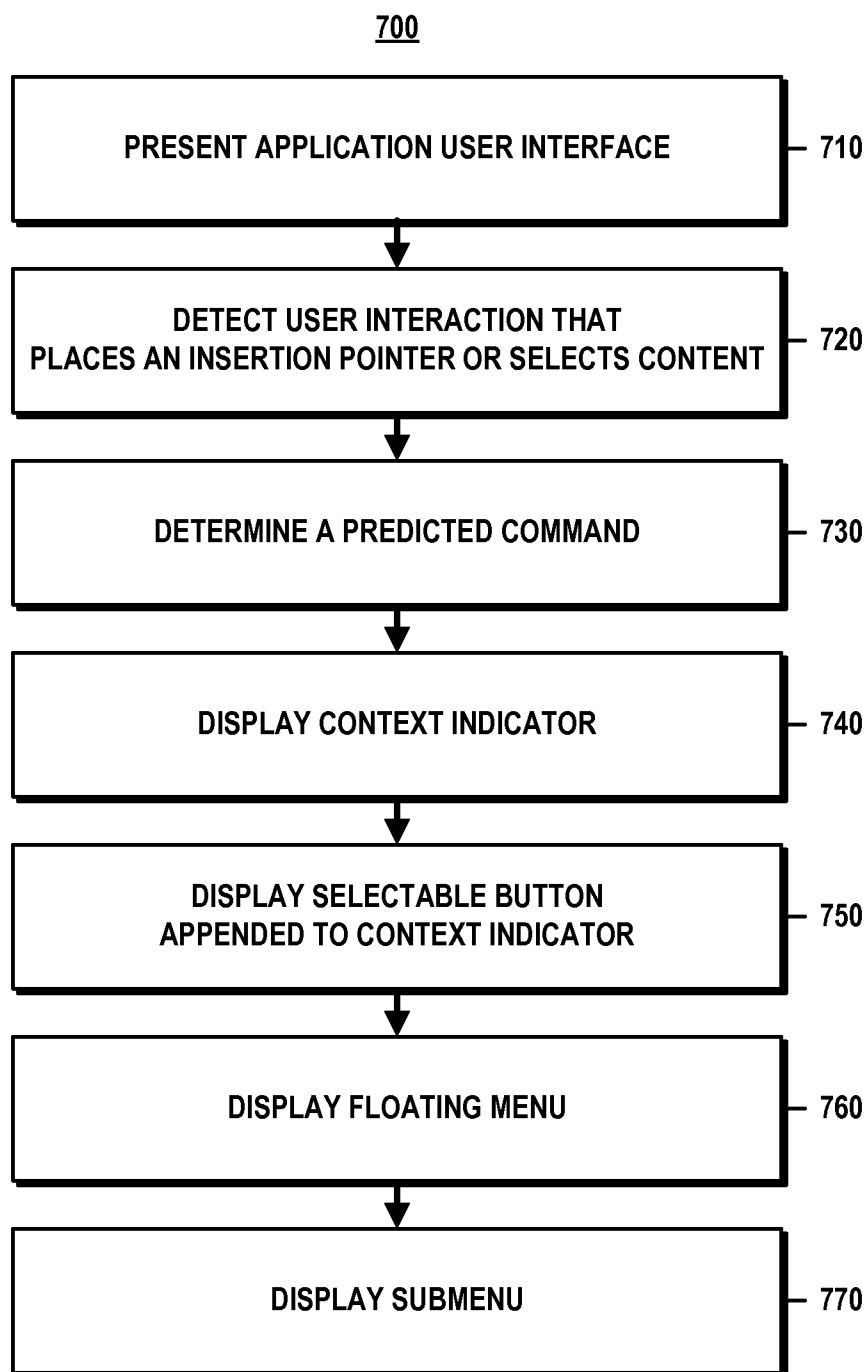 700
PRESENT APPLICATION USER INTERFACE
710
DETECT USER INTERACTION THAT
PLACES AN INSERTION POINTER OR SELECTS CONTENT
720
DETERMINE A PREDICTED COMMAND
730
DISPLAY CONTEXT INDICATOR
740
DISPLAY SELECTABLE BUTTON
APPENDED TO CONTEXT INDICATOR
750
DISPLAY FLOATING MENU
760
DISPLAY SUBMENU
770